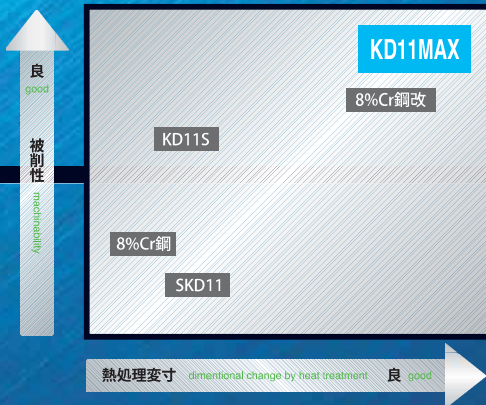 良
good
被削性
machinability
KD11MAX
8%Cr鋼改
KD11S
8%Cr鋼
SKD11
熱処理変寸 dimentional change by heat treatment 良 good